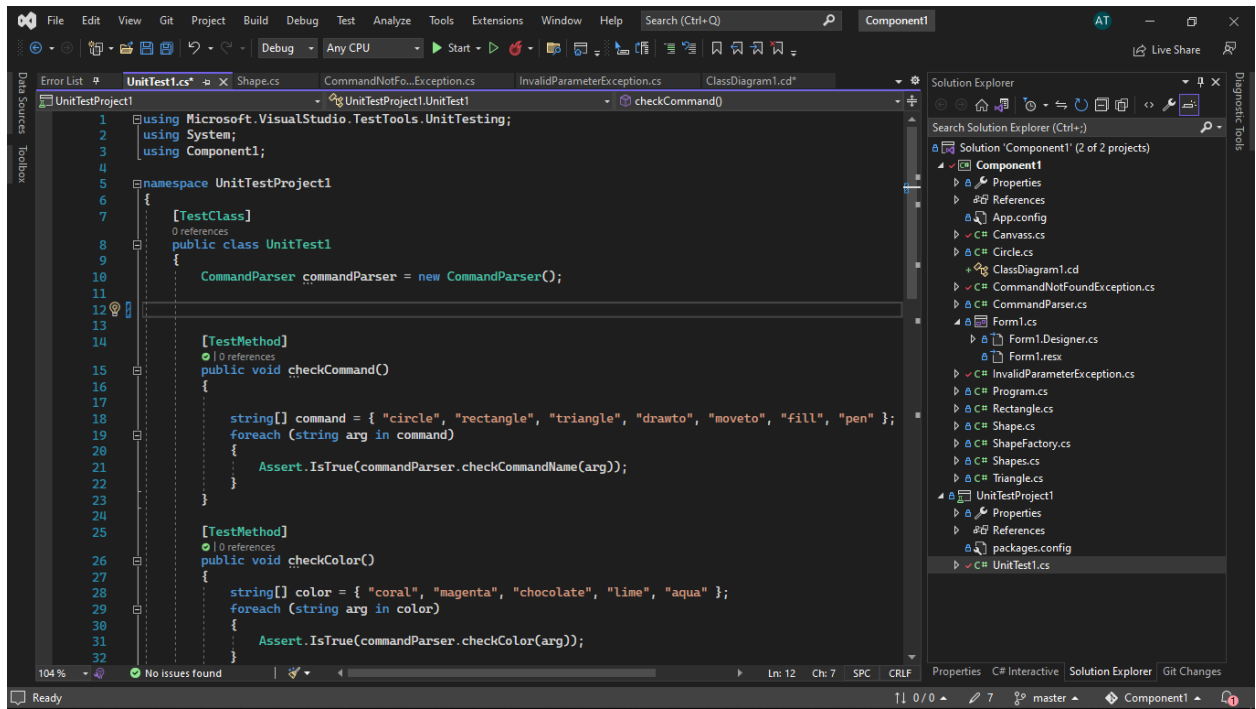 File Edit View Git Project Build Debug Test Analyze Tools Extensions Window Help Search (Ctrl+Q) Component1 AT
Debug Any CPU Start Live Share
Data Sources
Toolbox
Error List UnitTest1.cs* Shape.cs CommandNotFo...Exception.cs InvalidParameterException.cs ClassDiagram1.cd*
UnitTestProject1 UnitTestProject1.UnitTest1 checkCommand()
1 using Microsoft.VisualStudio.TestTools.UnitTesting;
2 using System;
3 using Component1;
4
5 namespace UnitTestProject1
6 {
7 [TestClass]
0 references
8 public class UnitTest1
9 {
10 CommandParser commandParser = new CommandParser();
11
12
13
14 [TestMethod]
| 0 references
15 public void checkCommand()
16 {
17
18 string[] command = { "circle", "rectangle", "triangle", "drawto", "moveto", "fill", "pen" };
19 foreach (string arg in command)
20 {
21 Assert.IsTrue(commandParser.checkCommandName(arg));
22 }
23 }
24
25 [TestMethod]
| 0 references
26 public void checkColor()
27 {
28 string[] color = { "coral", "magenta", "chocolate", "lime", "aqua" };
29 foreach (string arg in color)
30 {
31 Assert.IsTrue(commandParser.checkColor(arg));
32 }
104 % No issues found Ln: 12 Ch: 7 SPC CRLF
Solution Explorer
Search Solution Explorer (Ctrl+;)
Solution 'Component1' (2 of 2 projects)
C# Component1
Properties
References
App.config
C# Canvass.cs
C# Circle.cs
ClassDiagram1.cd
C# CommandNotFoundException.cs
C# CommandParser.cs
Form1.cs
Form1.Designer.cs
Form1.resx
C# InvalidParameterException.cs
C# Program.cs
C# Rectangle.cs
C# Shape.cs
C# ShapeFactory.cs
C# Shapes.cs
C# Triangle.cs
UnitTestProject1
Properties
References
packages.config
C# UnitTest1.cs
Properties C# Interactive Solution Explorer Git Changes
Diagnostic Tools
Ready 0 / 0 7 master Component1 1